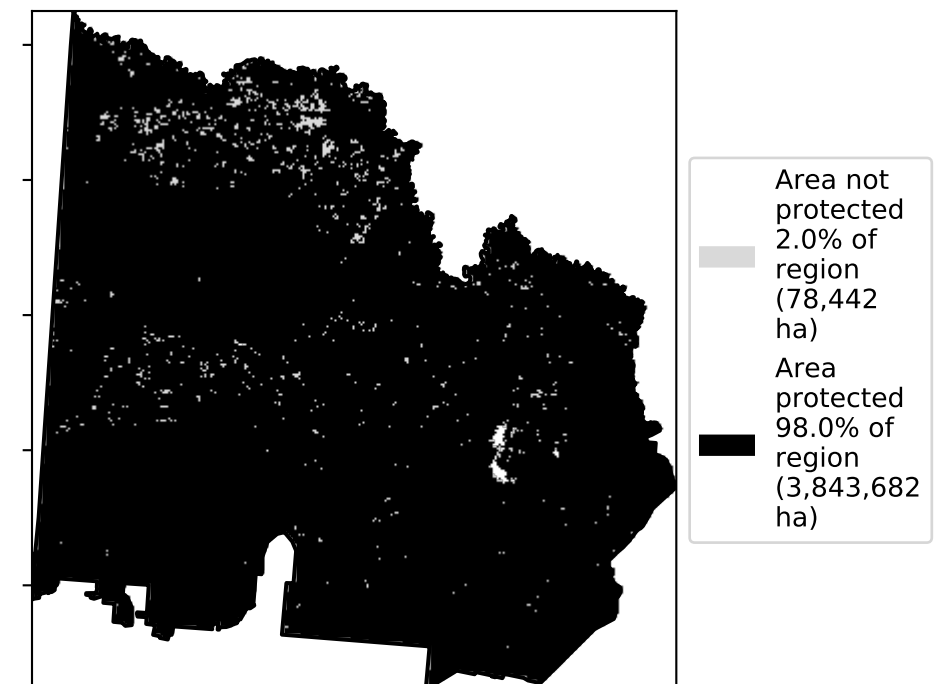 Area not
protected
2.0% of
region
(78,442
ha)
Area
protected
98.0% of
region
(3,843,682
ha)